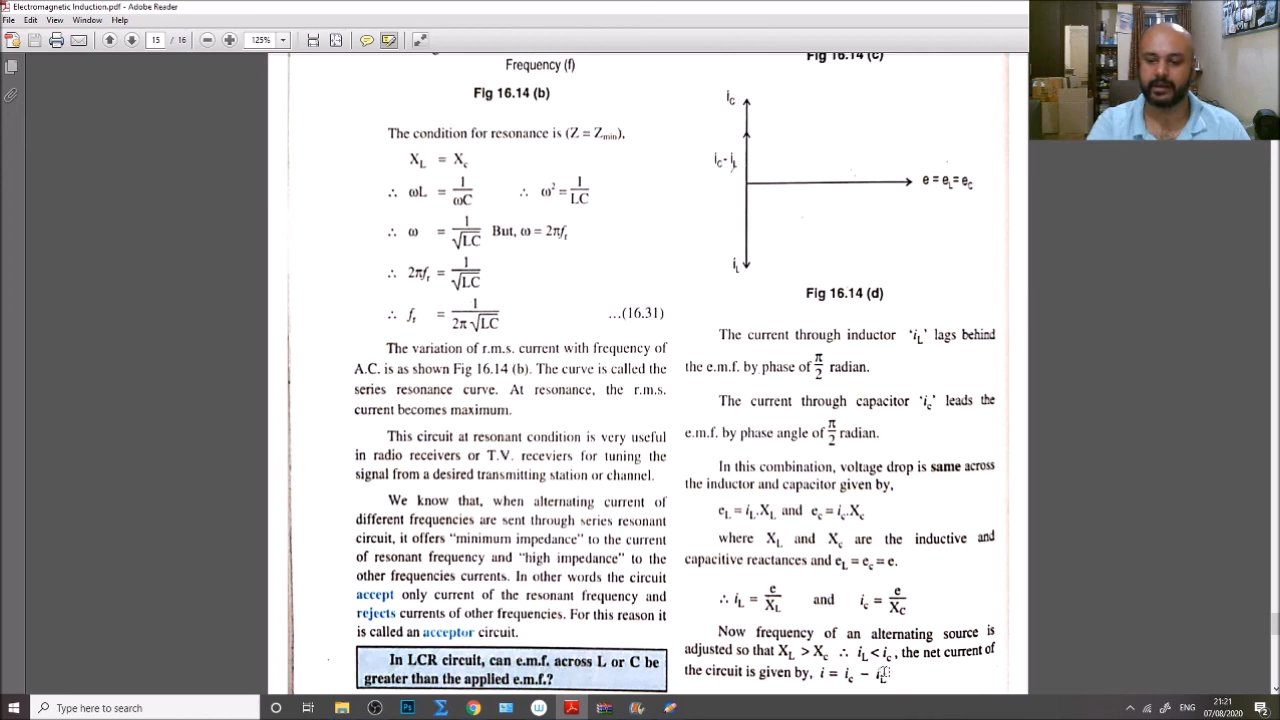 Electromagnetic Induction.pdf - Adobe Reader
File Edit View Window Help
15 / 16 125%
Frequency (f)
Fig 16.14 (b)
The condition for resonance is (Z = Zmin),
XL = Xc
∴ ωL = 1/ωC ∴ ω² = 1/LC
∴ ω = 1/√LC But, ω = 2πfr
∴ 2πfr = 1/√LC
∴ fr = 1/2π√LC ...(16.31)
The variation of r.m.s. current with frequency of
A.C. is as shown Fig 16.14 (b). The curve is called the
series resonance curve. At resonance, the r.m.s.
current becomes maximum.
This circuit at resonant condition is very useful
in radio receivers or T.V. receviers for tuning the
signal from a desired transmitting station or channel.
We know that, when alternating current of
different frequencies are sent through series resonant
circuit, it offers “minimum impedance” to the current
of resonant frequency and “high impedance” to the
other frequencies currents. In other words the circuit
accept only current of the resonant frequency and
rejects currents of other frequencies. For this reason it
is called an acceptor circuit.
In LCR circuit, can e.m.f. across L or C be
greater than the applied e.m.f.?
Fig 16.14 (c)
iC
iC - iL
e = eL = eC
iL
Fig 16.14 (d)
The current through inductor ‘iL’ lags behind
the e.m.f. by phase of π/2 radian.
The current through capacitor ‘ic’ leads the
e.m.f. by phase angle of π/2 radian.
In this combination, voltage drop is same across
the inductor and capacitor given by,
eL = iL.XL and ec = ic.Xc
where XL and Xc are the inductive and
capacitive reactances and eL = ec = e.
∴ iL = e/XL and ic = e/XC
Now frequency of an alternating source is
adjusted so that XL > Xc ∴ iL < ic, the net current of
the circuit is given by, i = ic − iL
Type here to search
ENG
21:21
07/08/2020
2